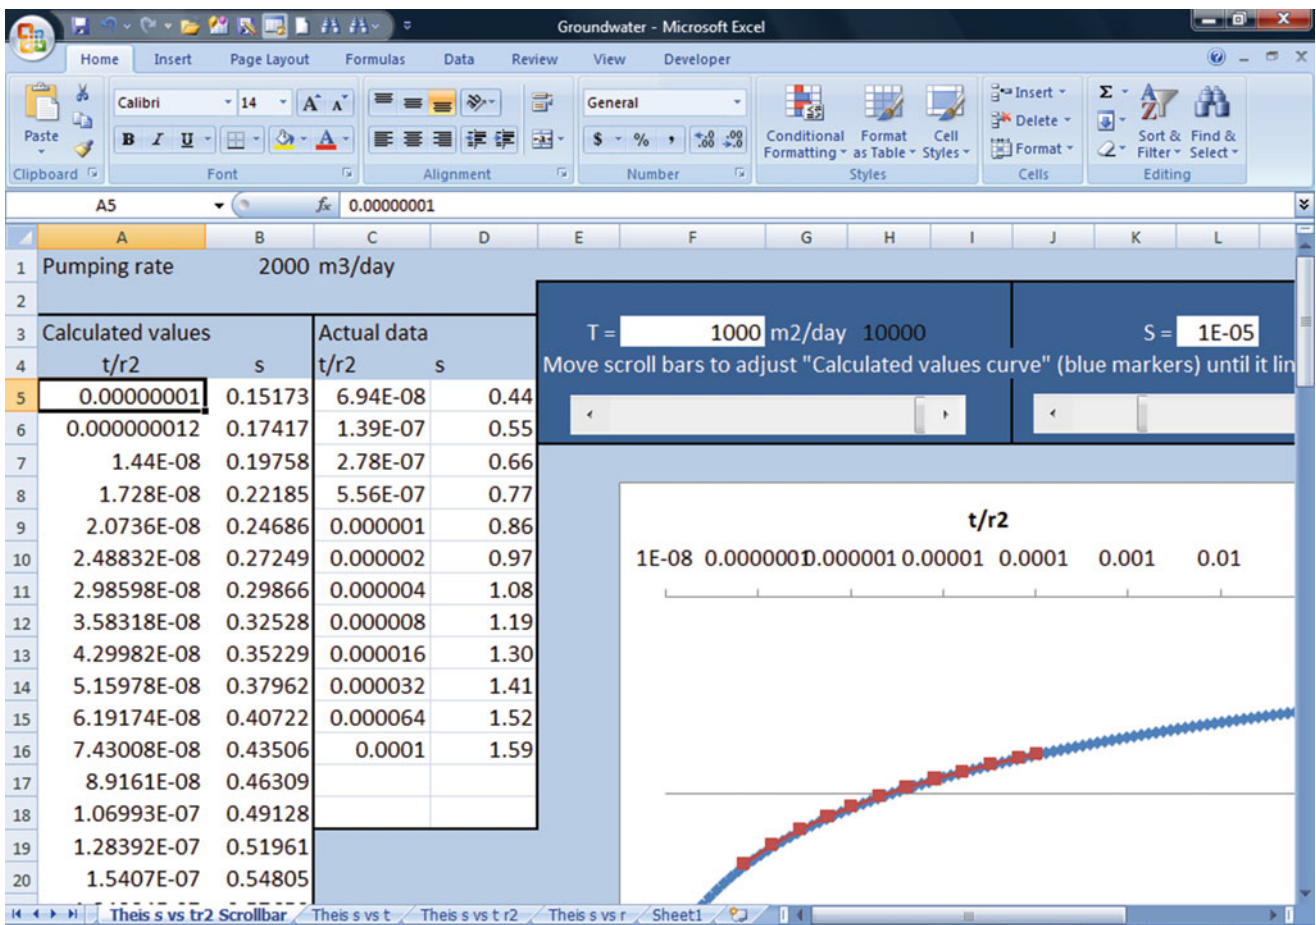 Groundwater - Microsoft Excel
Home Insert Page Layout Formulas Data Review View Developer
Paste Calibri 14 A A General Conditional Formatting Format as Table Cell Styles Insert Delete Format Σ Sort & Filter Find & Select
B I U A $ % , .0 .00 .00 .0
Clipboard Font Alignment Number Styles Cells Editing
A5 fx 0.00000001
A B C D E F G H I J K L
1 Pumping rate 2000 m3/day
2
3 Calculated values Actual data T = 1000 m2/day 10000 S = 1E-05
4 t/r2 s t/r2 s Move scroll bars to adjust "Calculated values curve" (blue markers) until it lin
5 0.00000001 0.15173 6.94E-08 0.44
6 0.000000012 0.17417 1.39E-07 0.55
7 1.44E-08 0.19758 2.78E-07 0.66
8 1.728E-08 0.22185 5.56E-07 0.77
9 2.0736E-08 0.24686 0.000001 0.86
10 2.48832E-08 0.27249 0.000002 0.97
11 2.98598E-08 0.29866 0.000004 1.08
12 3.58318E-08 0.32528 0.000008 1.19
13 4.29982E-08 0.35229 0.000016 1.30
14 5.15978E-08 0.37962 0.000032 1.41
15 6.19174E-08 0.40722 0.000064 1.52
16 7.43008E-08 0.43506 0.0001 1.59
17 8.9161E-08 0.46309
18 1.06993E-07 0.49128
19 1.28392E-07 0.51961
20 1.5407E-07 0.54805
t/r2
1E-08 0.0000001 0.000001 0.00001 0.0001 0.001 0.01
Theis s vs tr2 Scrollbar Theis s vs t Theis s vs t r2 Theis s vs r Sheet1